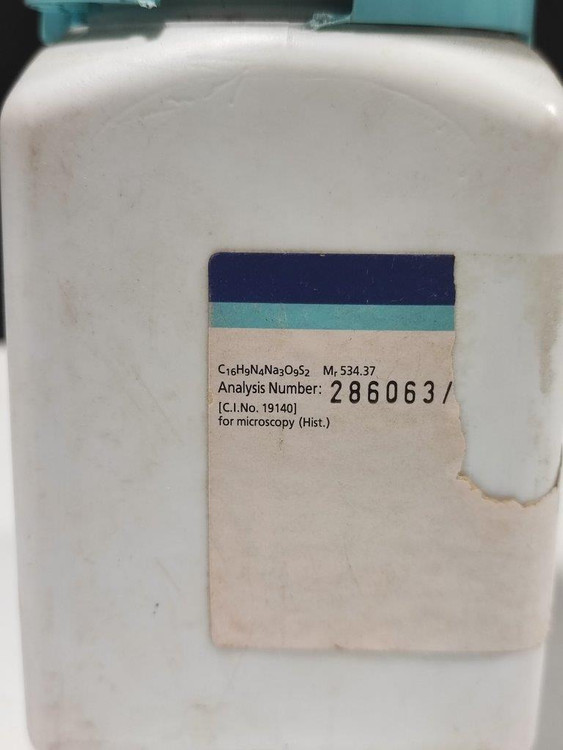 C₁₆H₉N₄Na₃O₉S₂ Mᵣ 534.37
Analysis Number: 286063/
[C.I.No. 19140]
for microscopy (Hist.)